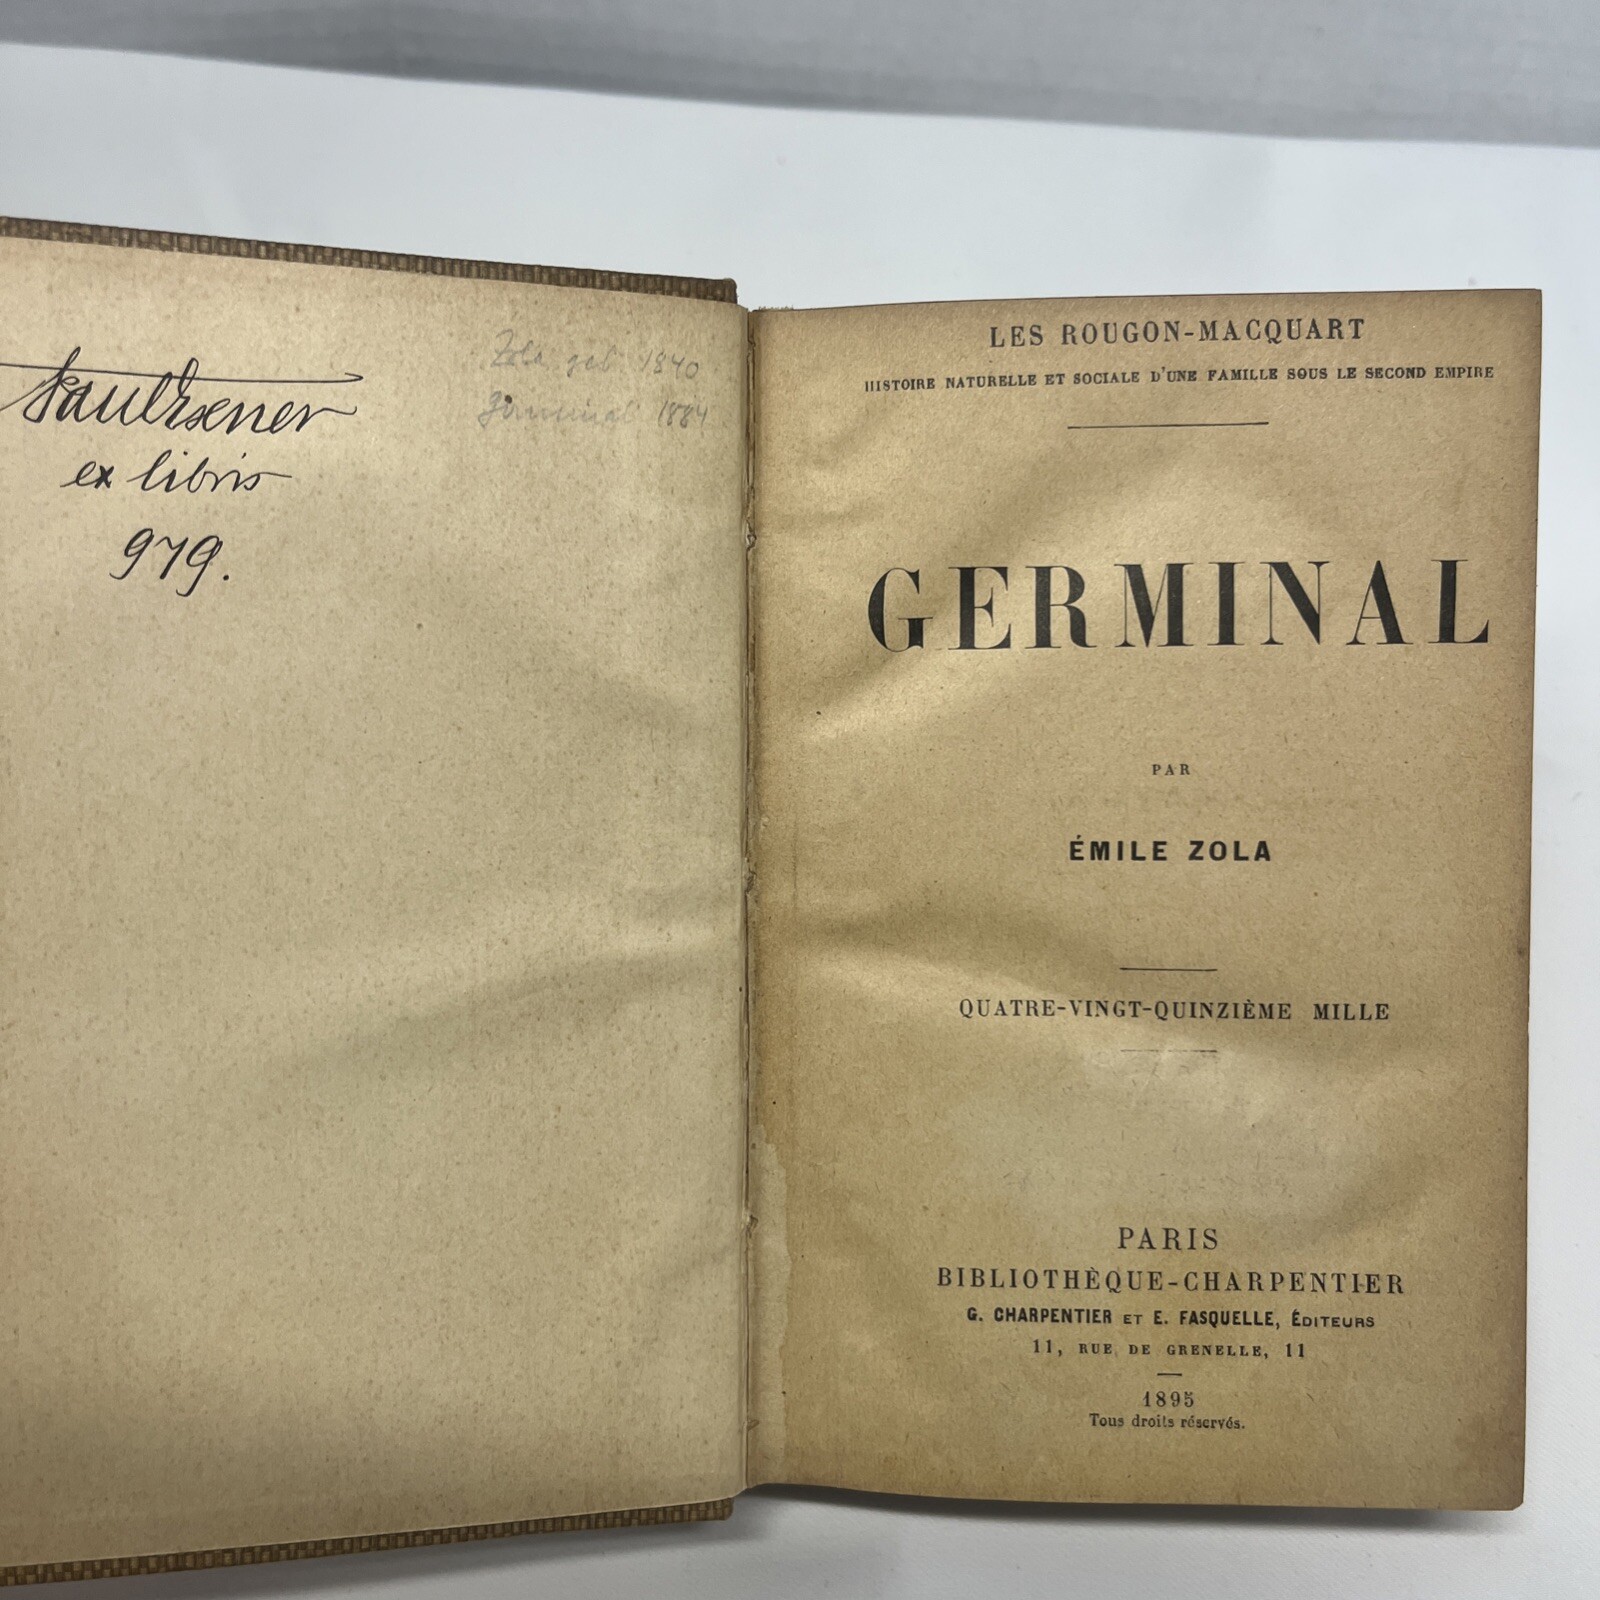 ex libris
979.
Zola geb 1840
Germinal 1884
LES ROUGON-MACQUART
HISTOIRE NATURELLE ET SOCIALE D'UNE FAMILLE SOUS LE SECOND EMPIRE
GERMINAL
PAR
ÉMILE ZOLA
QUATRE-VINGT-QUINZIÈME MILLE
PARIS
BIBLIOTHÈQUE-CHARPENTIER
G. CHARPENTIER ET E. FASQUELLE, ÉDITEURS
11, RUE DE GRENELLE, 11
1895
Tous droits réservés.